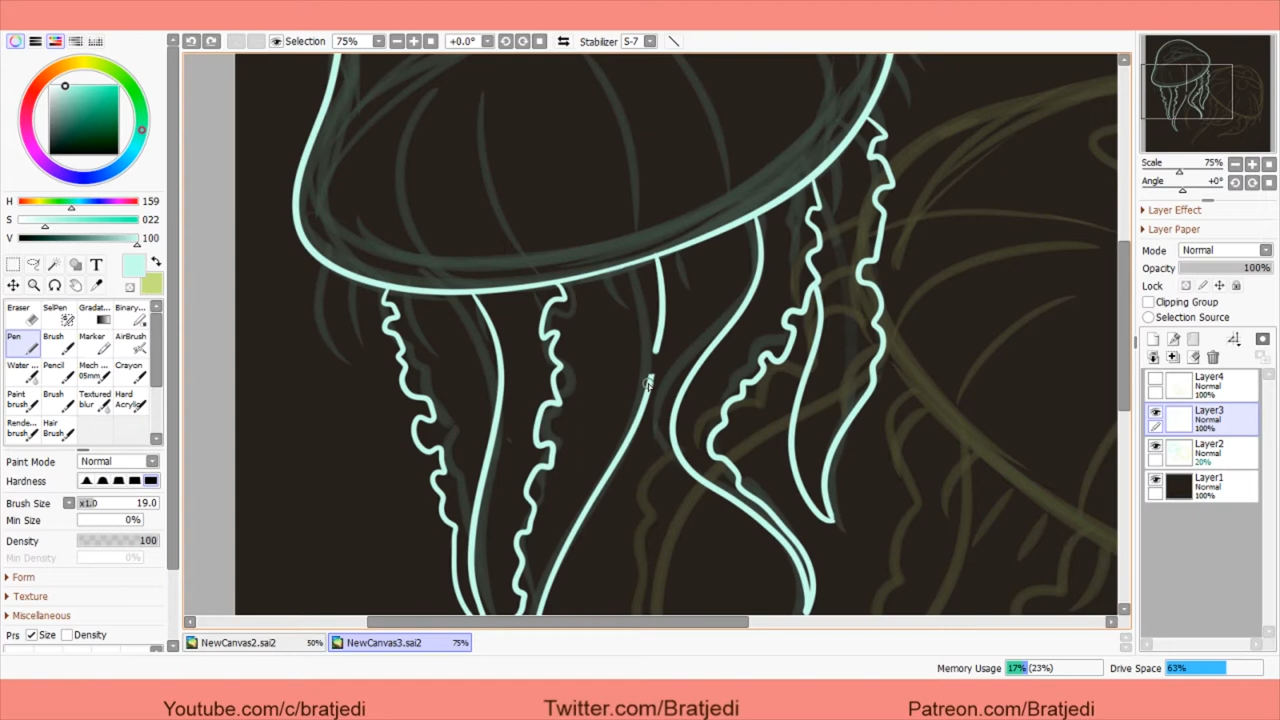 Selection 75% +0.0° Stabilizer S-7
H 159
S 022
V 100
T
Eraser SelPen Gradat... Binary...
Pen Brush Marker AirBrush
Water ... Pencil Mech ... 05mm Crayon
Paint brush Brush Textured blur Hard Acrylic
Rende... brush Hair Brush
Paint Mode Normal
Hardness
Brush Size x1.0 19.0
Min Size 0%
Density 100
Min Density 0%
Form
Texture
Miscellaneous
Prs Size Density
Scale 75%
Angle +0°
Layer Effect
Layer Paper
Mode Normal
Opacity 100%
Lock
Clipping Group
Selection Source
Layer4
Normal
100%
Layer3
Normal
100%
Layer2
Normal
20%
Layer1
Normal
100%
NewCanvas2.sai2 50% NewCanvas3.sai2 75%
Memory Usage 17% (23%) Drive Space 63%
Youtube.com/c/bratjedi Twitter.com/Bratjedi Patreon.com/Bratjedi